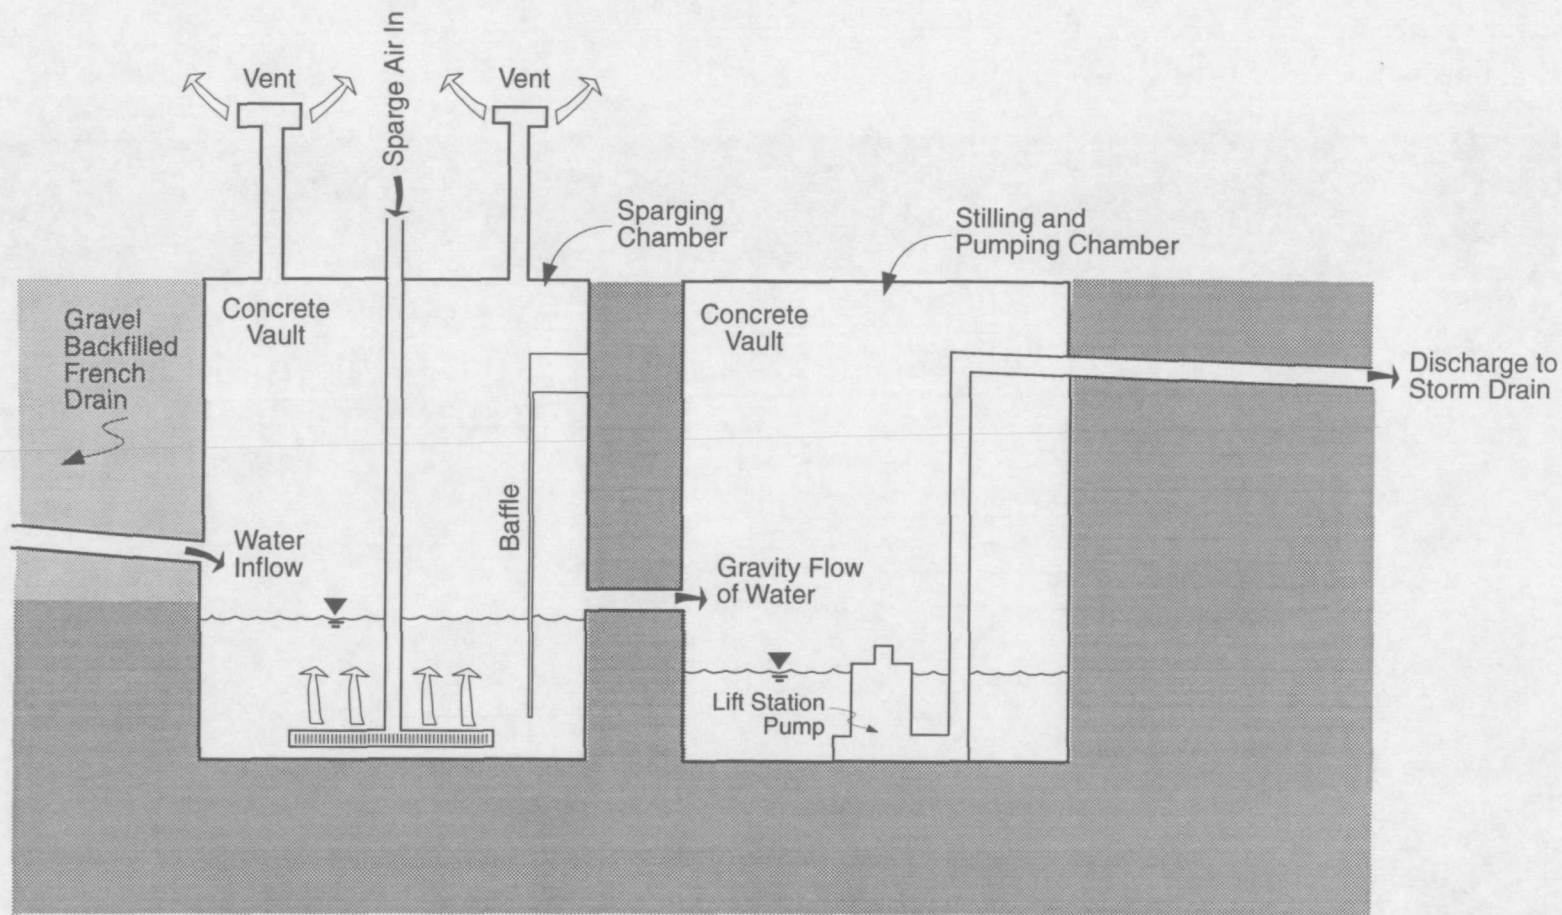 Vent
Sparge Air In
Vent
Sparging
Chamber
Stilling and
Pumping Chamber
Concrete
Vault
Concrete
Vault
Gravel
Backfilled
French
Drain
Discharge to
Storm Drain
Baffle
Water
Inflow
Gravity Flow
of Water
Lift Station
Pump